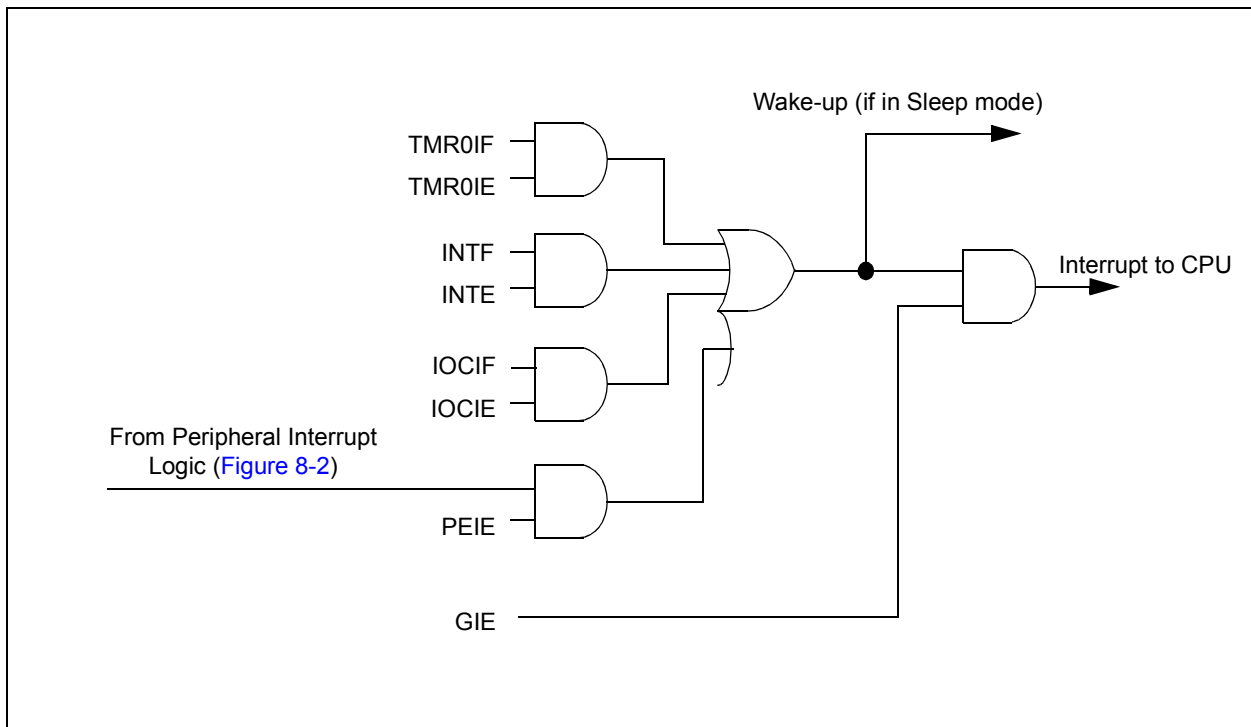 Wake-up (if in Sleep mode)
TMR0IF
TMR0IE
INTF
INTE
Interrupt to CPU
IOCIF
IOCIE
From Peripheral Interrupt
Logic (Figure 8-2)
PEIE
GIE